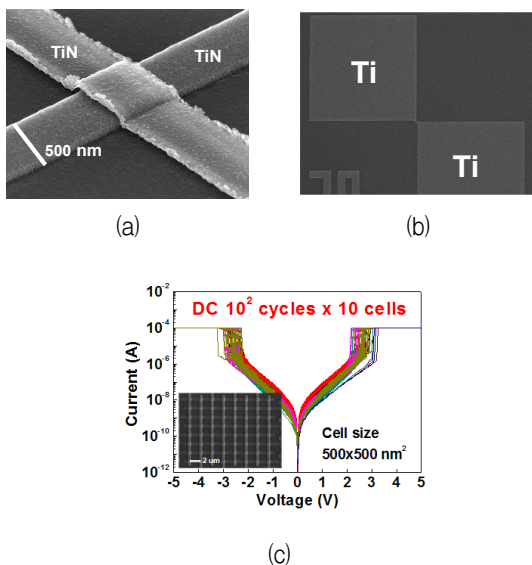 TiN
TiN
500 nm
Ti
Ti
(a)
(b)
DC 10² cycles x 10 cells
Current (A)
10⁻²
10⁻⁴
10⁻⁶
10⁻⁸
10⁻¹⁰
10⁻¹²
2 um
Cell size
500x500 nm²
-5 -4 -3 -2 -1 0 1 2 3 4 5
Voltage (V)
(c)